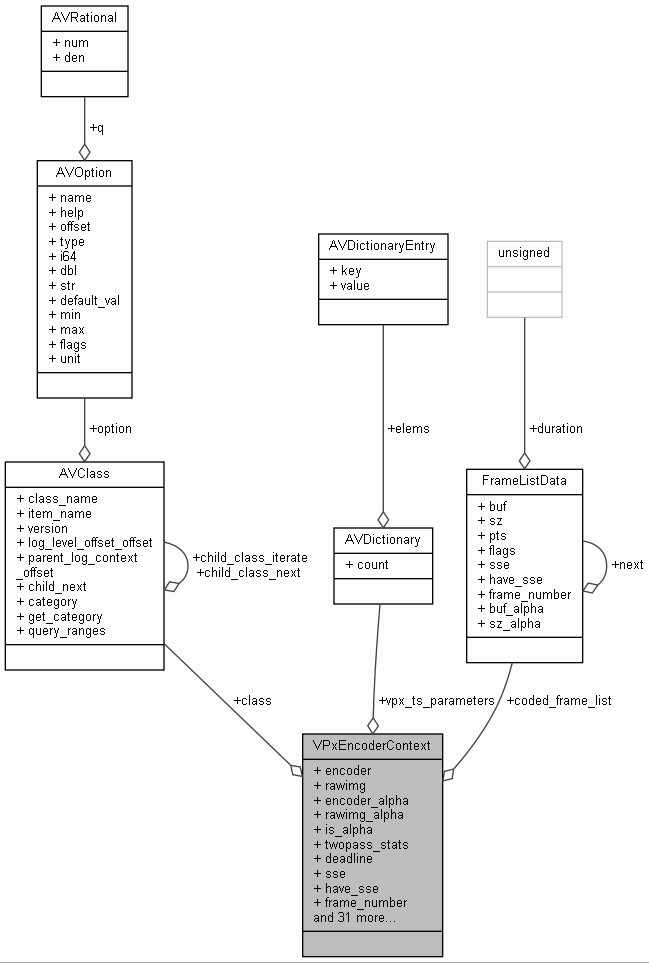 AVRational
+ num
+ den
+q
AVOption
+ name
+ help
+ offset
+ type
+ i64
+ dbl
+ str
+ default_val
+ min
+ max
+ flags
+ unit
+option
AVDictionaryEntry
+ key
+ value
unsigned
+elems
+duration
AVClass
+ class_name
+ item_name
+ version
+ log_level_offset_offset
+ parent_log_context
_offset
+ child_next
+ category
+ get_category
+ query_ranges
+child_class_iterate
+child_class_next
AVDictionary
+ count
FrameListData
+ buf
+ sz
+ pts
+ flags
+ sse
+ have_sse
+ frame_number
+ buf_alpha
+ sz_alpha
+next
+class
+vpx_ts_parameters
+coded_frame_list
VPxEncoderContext
+ encoder
+ rawimg
+ encoder_alpha
+ rawimg_alpha
+ is_alpha
+ twopass_stats
+ deadline
+ sse
+ have_sse
+ frame_number
and 31 more...